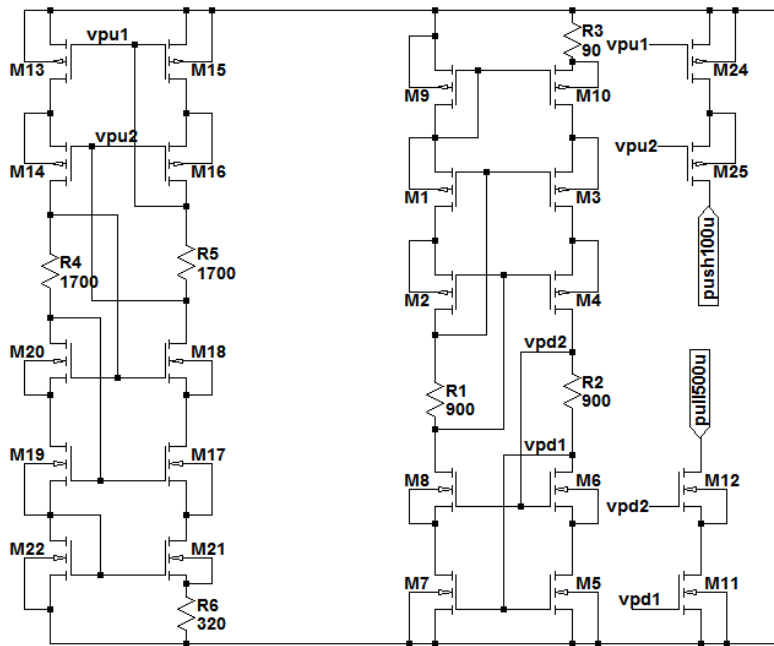 R3
90
vpu1
vpu1
M13
M15
M24
M9
M10
vpu2
vpu2
M14
M16
M25
M1
M3
push100u
R4
1700
R5
1700
M2
M4
vpd2
M20
M18
R1
900
R2
900
pull500u
vpd1
M19
M17
M8
M6
M12
vpd2
M22
M21
M7
M5
M11
vpd1
R6
320